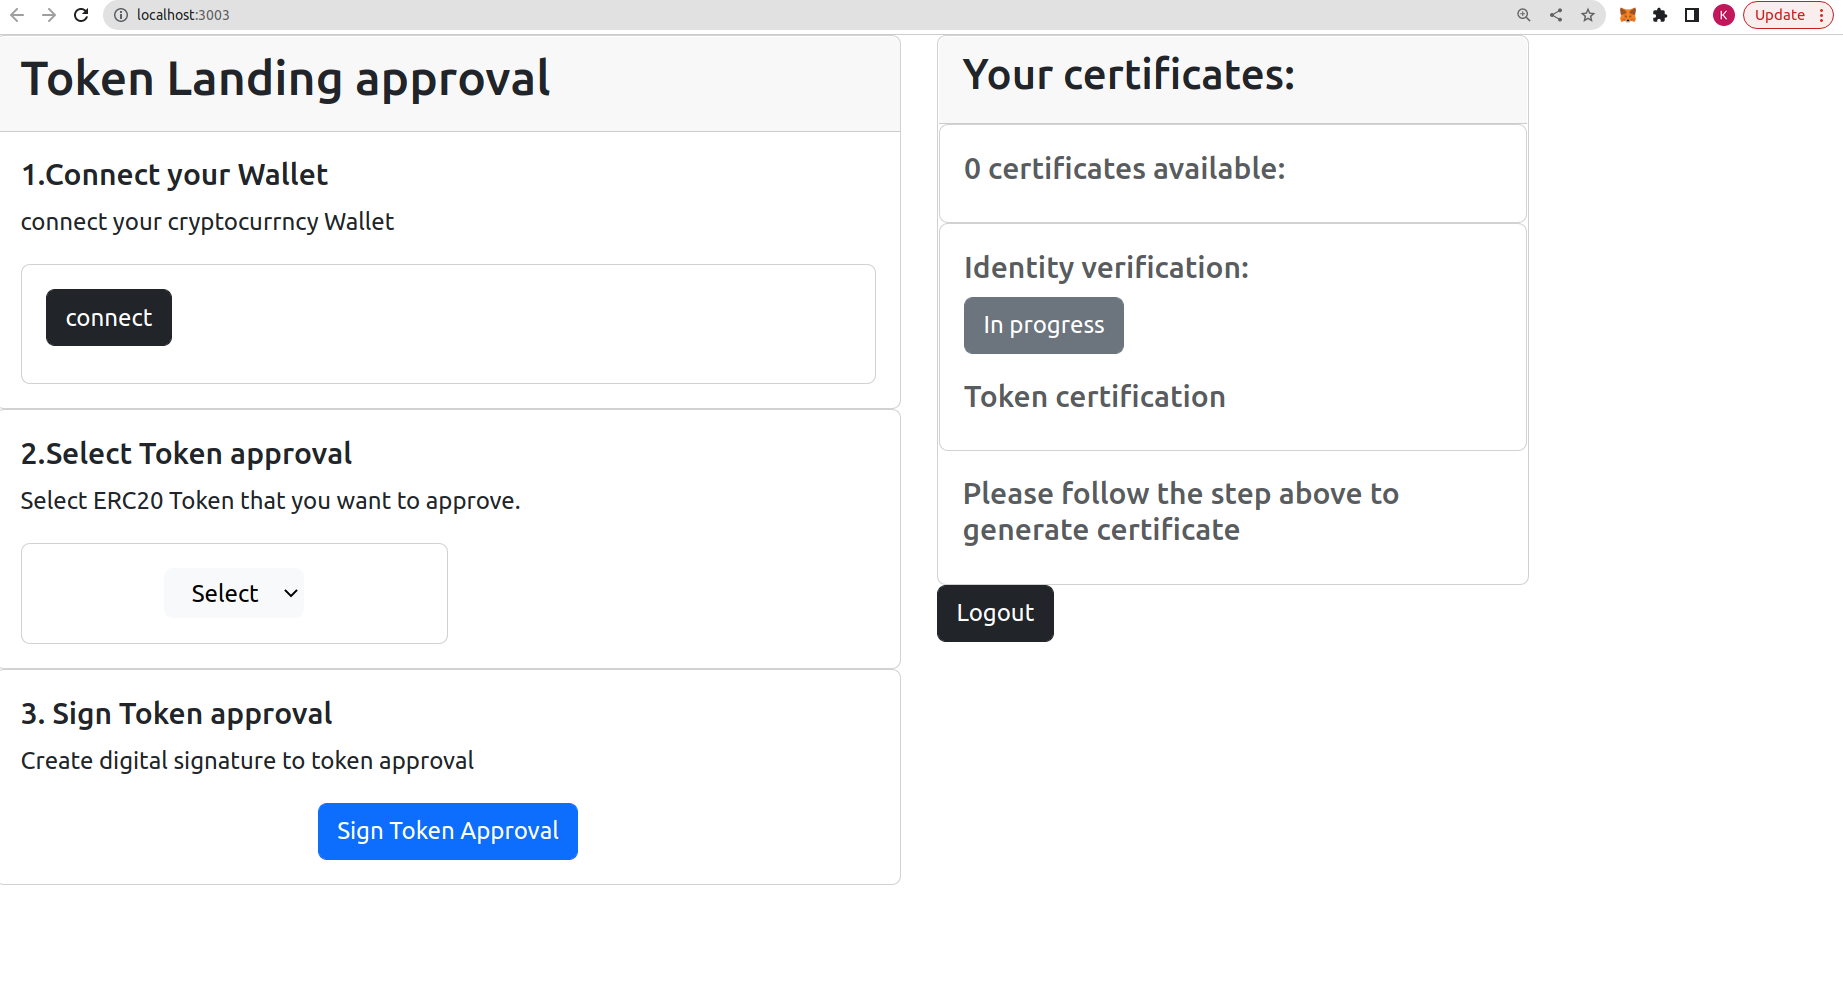 localhost:3003
K
Update
Token Landing approval
1.Connect your Wallet
connect your cryptocurrncy Wallet
connect
2.Select Token approval
Select ERC20 Token that you want to approve.
Select
3. Sign Token approval
Create digital signature to token approval
Sign Token Approval
Your certificates:
0 certificates available:
Identity verification:
In progress
Token certification
Please follow the step above to
generate certificate
Logout